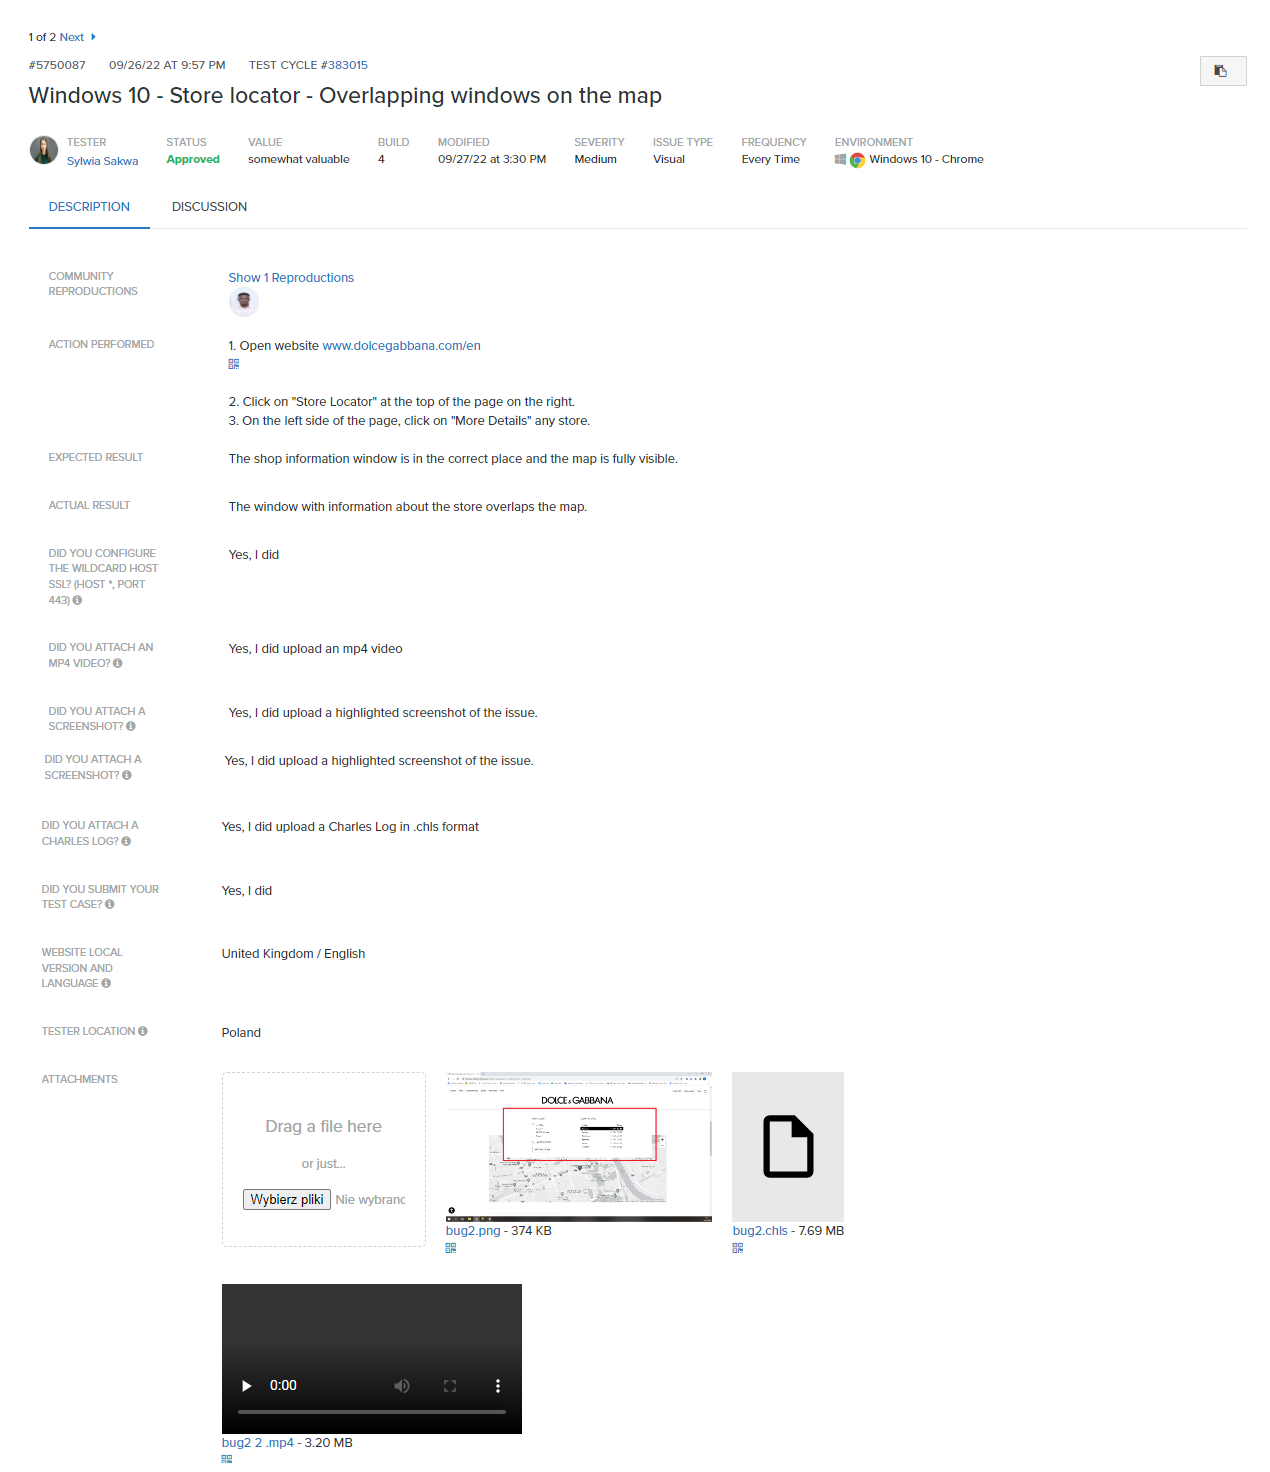 1 of 2 Next
#5750087 09/26/22 AT 9:57 PM TEST CYCLE #383015
Windows 10 - Store locator - Overlapping windows on the map
TESTER STATUS VALUE BUILD MODIFIED SEVERITY ISSUE TYPE FREQUENCY ENVIRONMENT
Sylwia Sakwa Approved somewhat valuable 4 09/27/22 at 3:30 PM Medium Visual Every Time Windows 10 - Chrome
DESCRIPTION DISCUSSION
COMMUNITY
REPRODUCTIONS
Show 1 Reproductions
ACTION PERFORMED
1. Open website www.dolcegabbana.com/en
2. Click on "Store Locator" at the top of the page on the right.
3. On the left side of the page, click on "More Details" any store.
EXPECTED RESULT
The shop information window is in the correct place and the map is fully visible.
ACTUAL RESULT
The window with information about the store overlaps the map.
DID YOU CONFIGURE
THE WILDCARD HOST
SSL? (HOST *, PORT
443)
Yes, I did
DID YOU ATTACH AN
MP4 VIDEO?
Yes, I did upload an mp4 video
DID YOU ATTACH A
SCREENSHOT?
Yes, I did upload a highlighted screenshot of the issue.
DID YOU ATTACH A
SCREENSHOT?
Yes, I did upload a highlighted screenshot of the issue.
DID YOU ATTACH A
CHARLES LOG?
Yes, I did upload a Charles Log in .chls format
DID YOU SUBMIT YOUR
TEST CASE?
Yes, I did
WEBSITE LOCAL
VERSION AND
LANGUAGE
United Kingdom / English
TESTER LOCATION
Poland
ATTACHMENTS
Drag a file here
or just...
Wybierz pliki Nie wybranc
DOLCE & GABBANA
bug2.png - 374 KB
bug2.chls - 7.69 MB
0:00
bug2 2 .mp4 - 3.20 MB